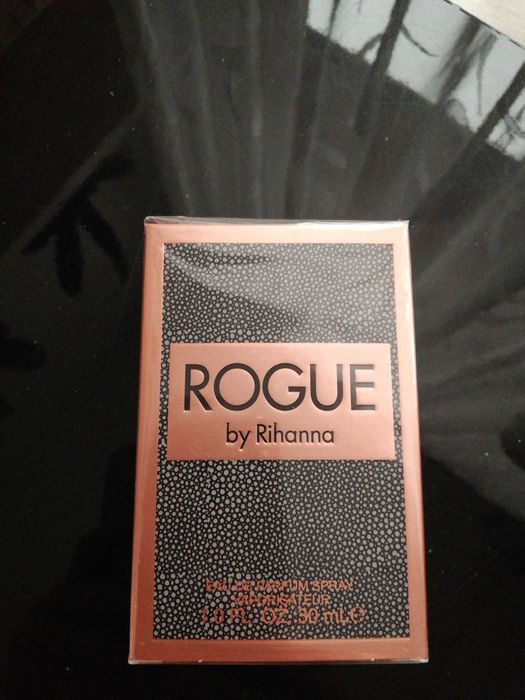 ROGUE
by Rihanna
EAU DE PARFUM SPRAY
VAPORISATEUR
1.0 FL. OZ. 30 mL℮